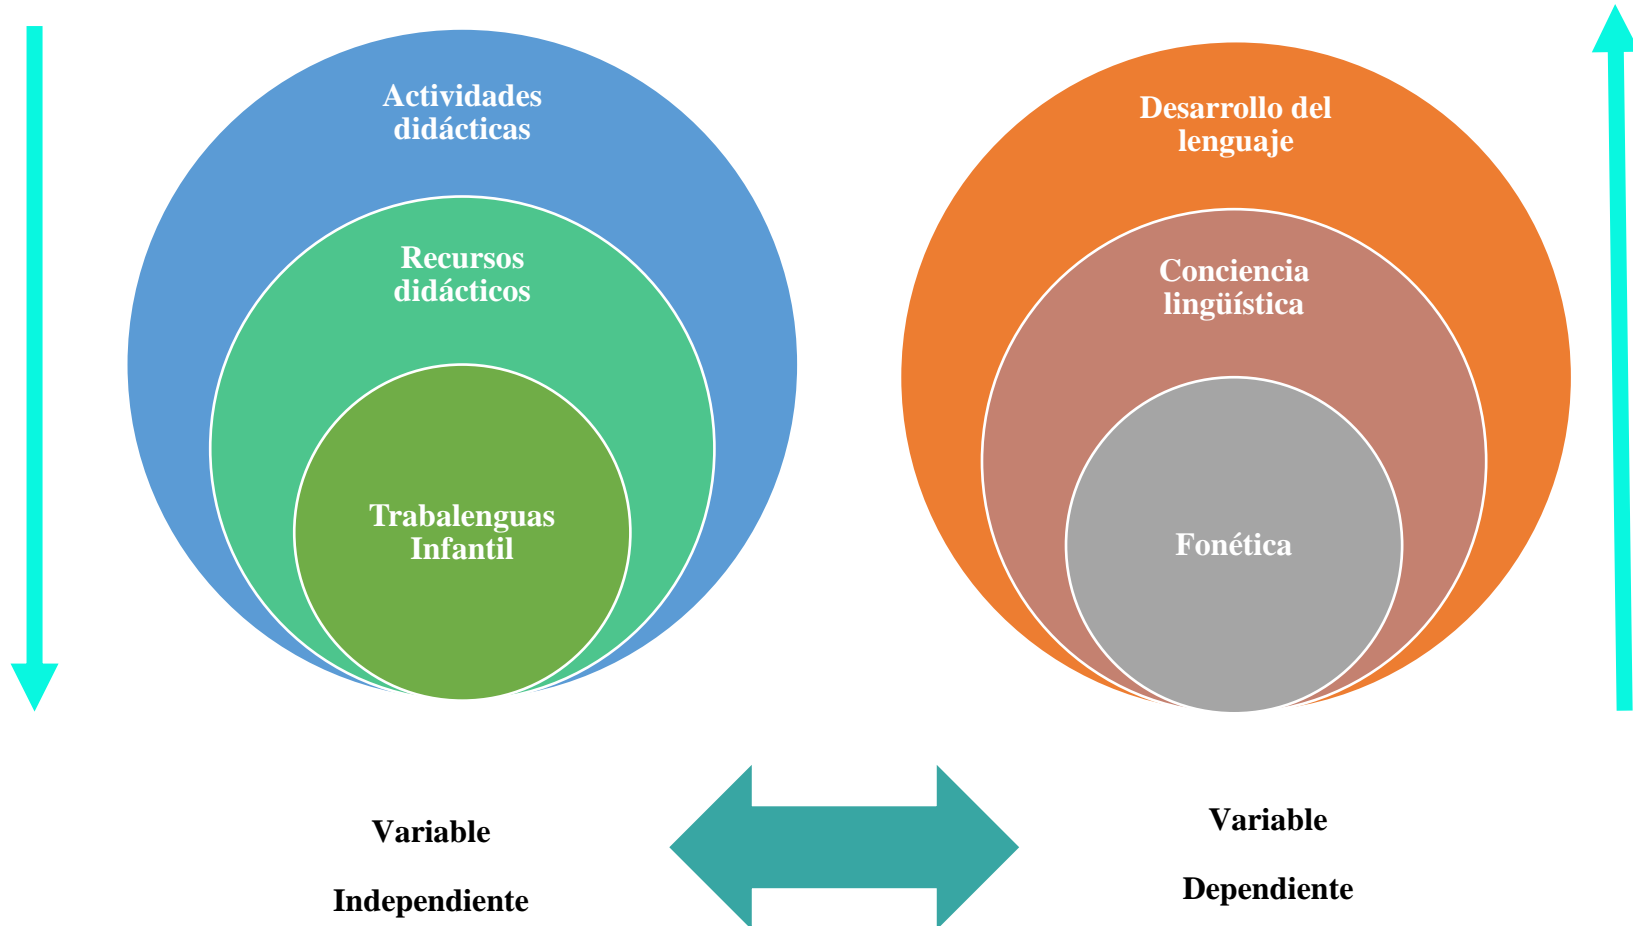 Actividades
didácticas
Recursos
didácticos
Trabalenguas
Infantil
Desarrollo del
lenguaje
Conciencia
lingüística
Fonética
Variable
Independiente
Variable
Dependiente